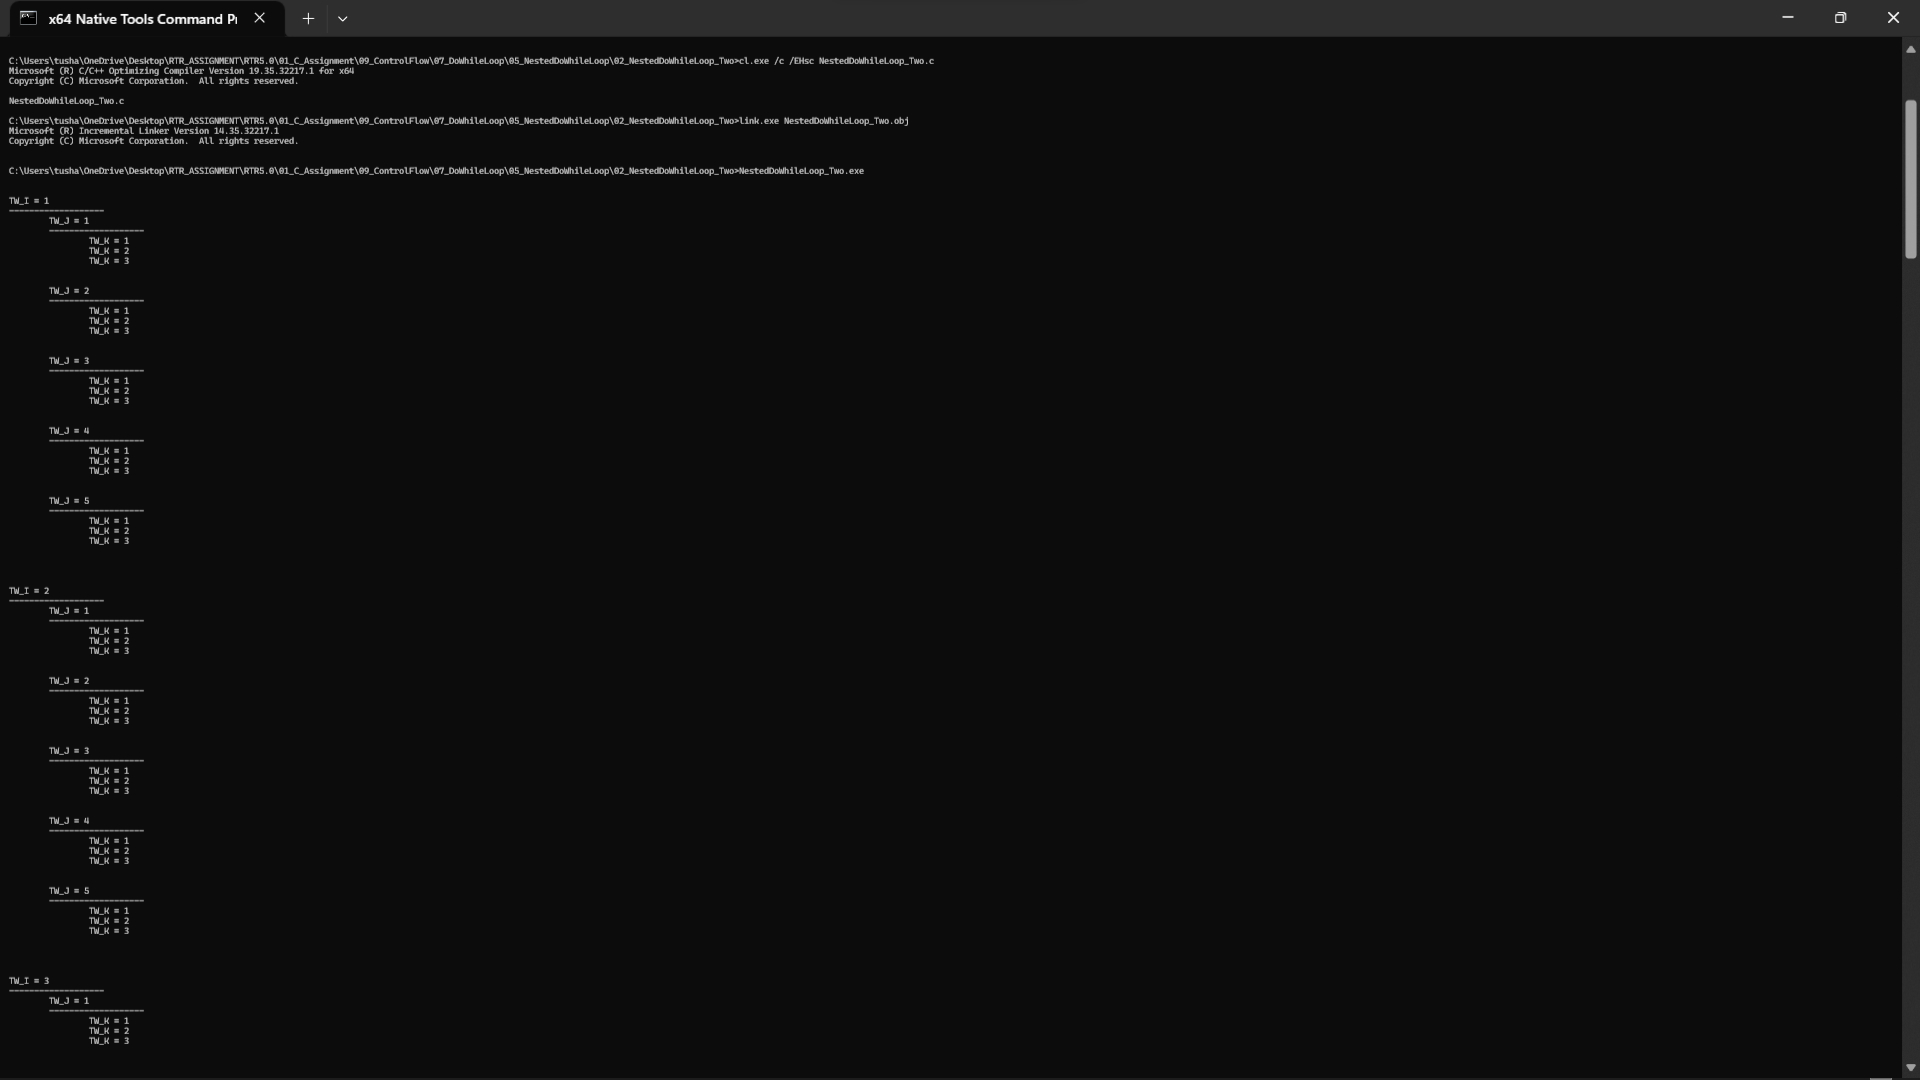 x64 Native Tools Command Pr
C:\Users\tusha\OneDrive\Desktop\RTR_ASSIGNMENT\RTR5.0\01_C_Assignment\09_ControlFlow\07_DoWhileLoop\05_NestedDoWhileLoop\02_NestedDoWhileLoop_Two>cl.exe /c /EHsc NestedDoWhileLoop_Two.c
Microsoft (R) C/C++ Optimizing Compiler Version 19.35.32217.1 for x64
Copyright (C) Microsoft Corporation.  All rights reserved.
NestedDoWhileLoop_Two.c
C:\Users\tusha\OneDrive\Desktop\RTR_ASSIGNMENT\RTR5.0\01_C_Assignment\09_ControlFlow\07_DoWhileLoop\05_NestedDoWhileLoop\02_NestedDoWhileLoop_Two>link.exe NestedDoWhileLoop_Two.obj
Microsoft (R) Incremental Linker Version 14.35.32217.1
Copyright (C) Microsoft Corporation.  All rights reserved.
C:\Users\tusha\OneDrive\Desktop\RTR_ASSIGNMENT\RTR5.0\01_C_Assignment\09_ControlFlow\07_DoWhileLoop\05_NestedDoWhileLoop\02_NestedDoWhileLoop_Two>NestedDoWhileLoop_Two.exe
TW_I = 1
-------------------
TW_J = 1
-------------------
TW_K = 1
TW_K = 2
TW_K = 3
TW_J = 2
-------------------
TW_K = 1
TW_K = 2
TW_K = 3
TW_J = 3
-------------------
TW_K = 1
TW_K = 2
TW_K = 3
TW_J = 4
-------------------
TW_K = 1
TW_K = 2
TW_K = 3
TW_J = 5
-------------------
TW_K = 1
TW_K = 2
TW_K = 3
TW_I = 2
-------------------
TW_J = 1
-------------------
TW_K = 1
TW_K = 2
TW_K = 3
TW_J = 2
-------------------
TW_K = 1
TW_K = 2
TW_K = 3
TW_J = 3
-------------------
TW_K = 1
TW_K = 2
TW_K = 3
TW_J = 4
-------------------
TW_K = 1
TW_K = 2
TW_K = 3
TW_J = 5
-------------------
TW_K = 1
TW_K = 2
TW_K = 3
TW_I = 3
-------------------
TW_J = 1
-------------------
TW_K = 1
TW_K = 2
TW_K = 3